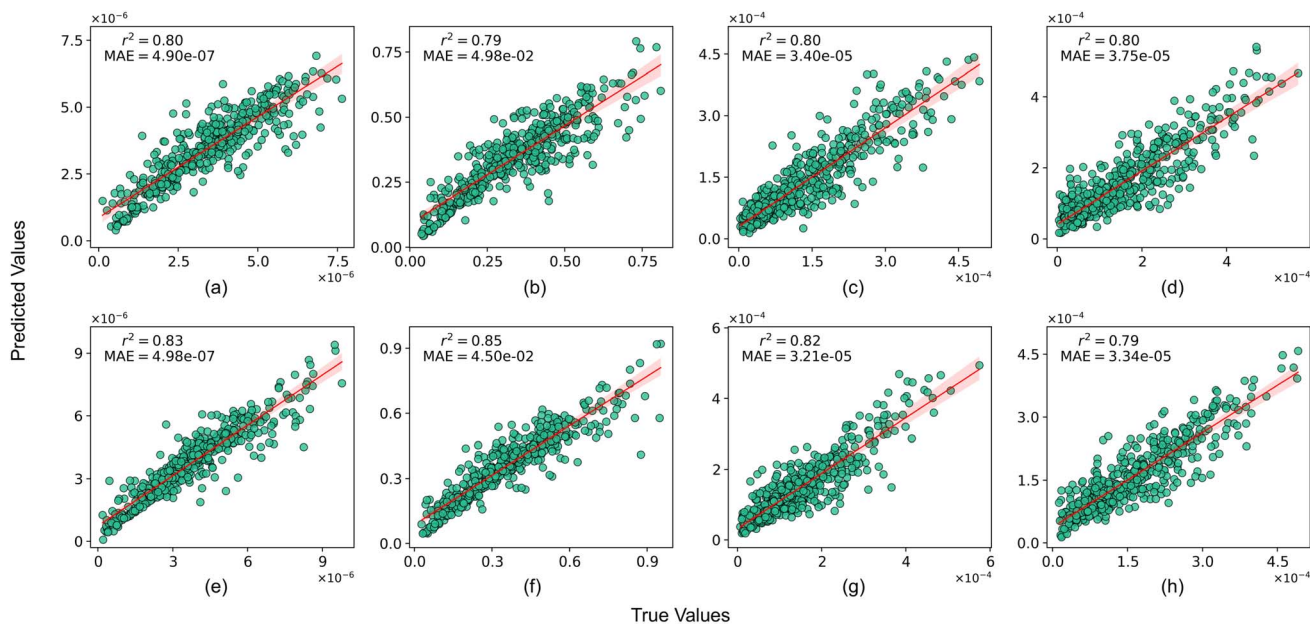 Predicted Values
×10⁻⁶
r² = 0.80
MAE = 4.90e-07
7.5
5.0
2.5
0.0
0.0 2.5 5.0 7.5
×10⁻⁶
(a)
r² = 0.79
MAE = 4.98e-02
0.75
0.50
0.25
0.00
0.00 0.25 0.50 0.75
(b)
×10⁻⁴
r² = 0.80
MAE = 3.40e-05
4.5
3.0
1.5
0.0
0.0 1.5 3.0 4.5
×10⁻⁴
(c)
×10⁻⁴
r² = 0.80
MAE = 3.75e-05
4
2
0
0 2 4
×10⁻⁴
(d)
×10⁻⁶
r² = 0.83
MAE = 4.98e-07
9
6
3
0
0 3 6 9
×10⁻⁶
(e)
r² = 0.85
MAE = 4.50e-02
0.9
0.6
0.3
0.0
0.0 0.3 0.6 0.9
(f)
×10⁻⁴
r² = 0.82
MAE = 3.21e-05
6
4
2
0
0 2 4 6
×10⁻⁴
(g)
×10⁻⁴
r² = 0.79
MAE = 3.34e-05
4.5
3.0
1.5
0.0
0.0 1.5 3.0 4.5
×10⁻⁴
(h)
True Values